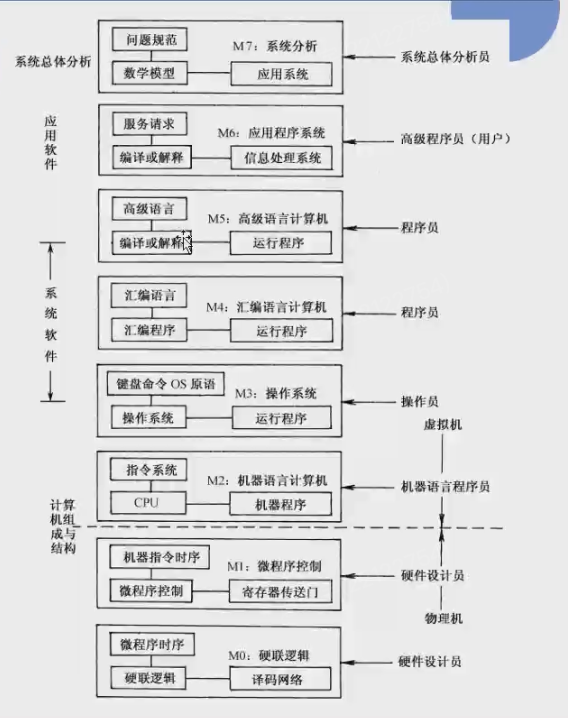 问题规范
M7：系统分析
系统总体分析
数学模型
应用系统
系统总体分析员
服务请求
M6：应用程序系统
应用软件
编译或解释
信息处理系统
高级程序员（用户）
高级语言
M5：高级语言计算机
编译或解释
运行程序
程序员
系统软件
汇编语言
M4：汇编语言计算机
汇编程序
运行程序
程序员
键盘命令OS原语
M3：操作系统
操作系统
运行程序
操作员
虚拟机
指令系统
M2：机器语言计算机
CPU
机器程序
机器语言程序员
计算
机组
成与
结构
机器指令时序
M1：微程序控制
微程序控制
寄存器传送门
硬件设计员
物理机
微程序时序
M0：硬联逻辑
硬联逻辑
译码网络
硬件设计员